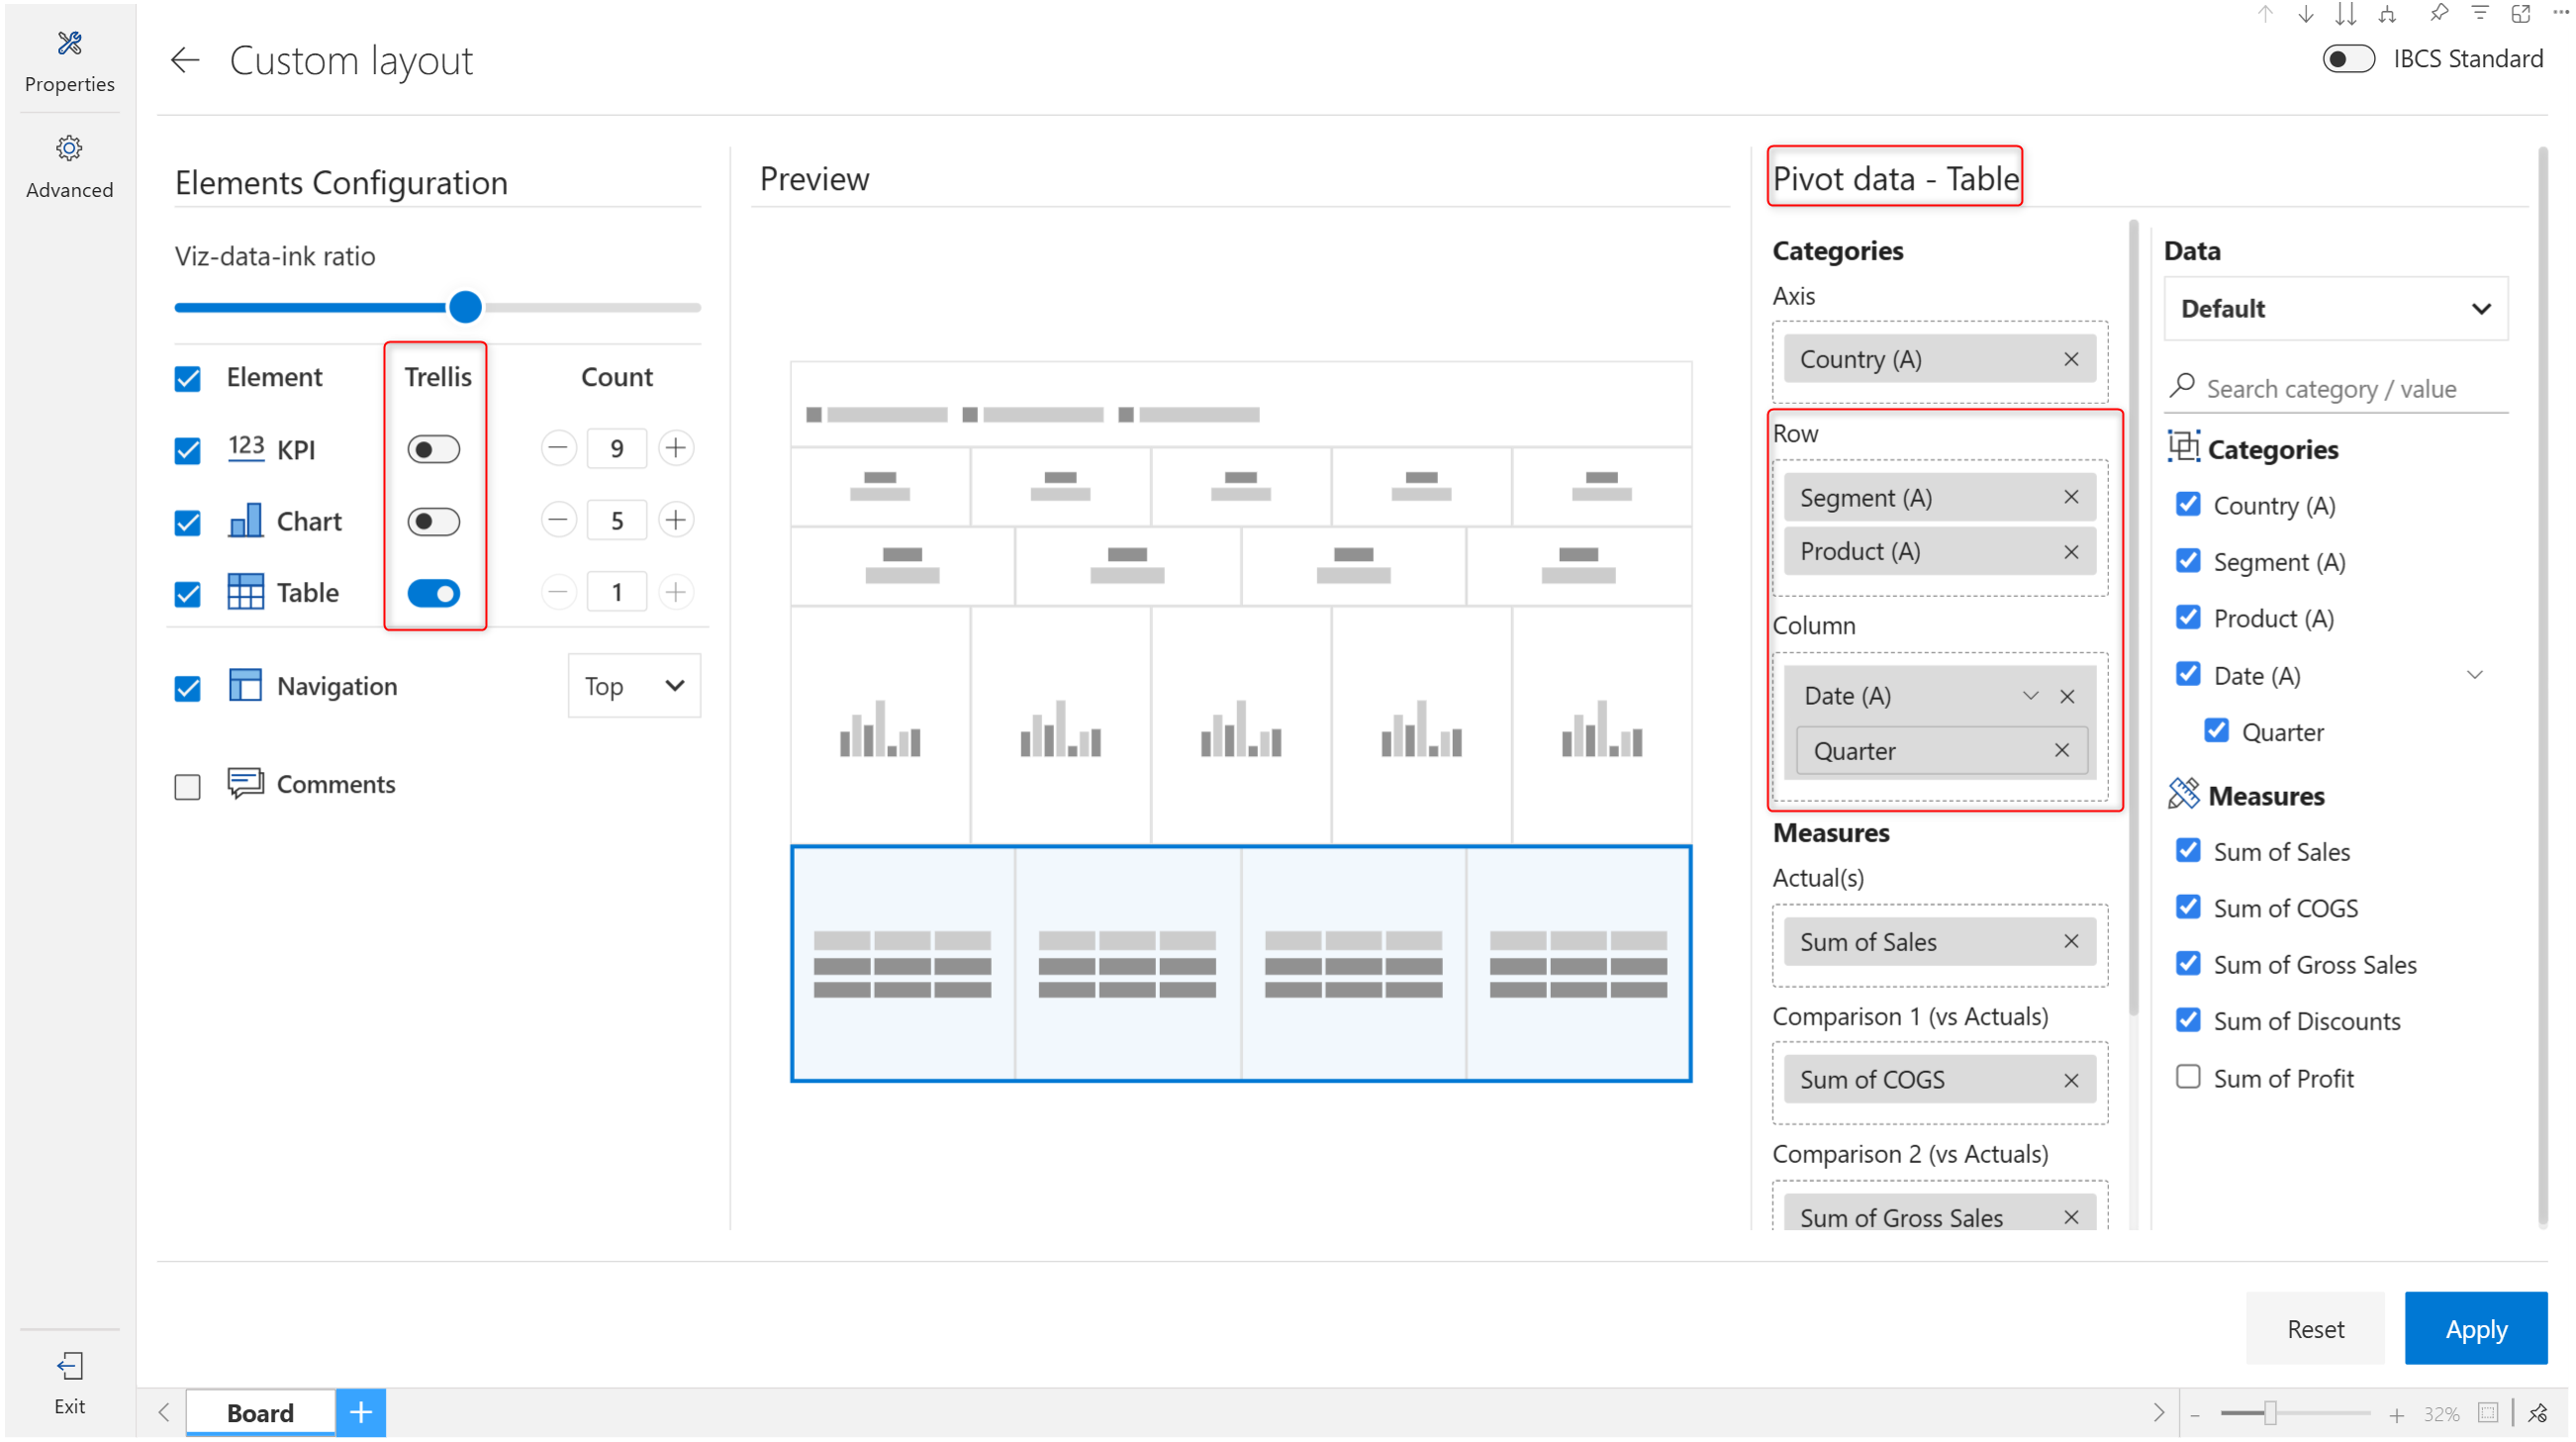 Properties
Advanced
Exit
Custom layout
IBCS Standard
Elements Configuration
Viz-data-ink ratio
Element Trellis Count
123 KPI 9
Chart 5
Table 1
Navigation Top
Comments
Preview
Pivot data - Table
Categories
Axis
Country (A)
Row
Segment (A)
Product (A)
Column
Date (A)
Quarter
Measures
Actual(s)
Sum of Sales
Comparison 1 (vs Actuals)
Sum of COGS
Comparison 2 (vs Actuals)
Sum of Gross Sales
Data
Default
Search category / value
Categories
Country (A)
Segment (A)
Product (A)
Date (A)
Quarter
Measures
Sum of Sales
Sum of COGS
Sum of Gross Sales
Sum of Discounts
Sum of Profit
Reset Apply
Board 32%